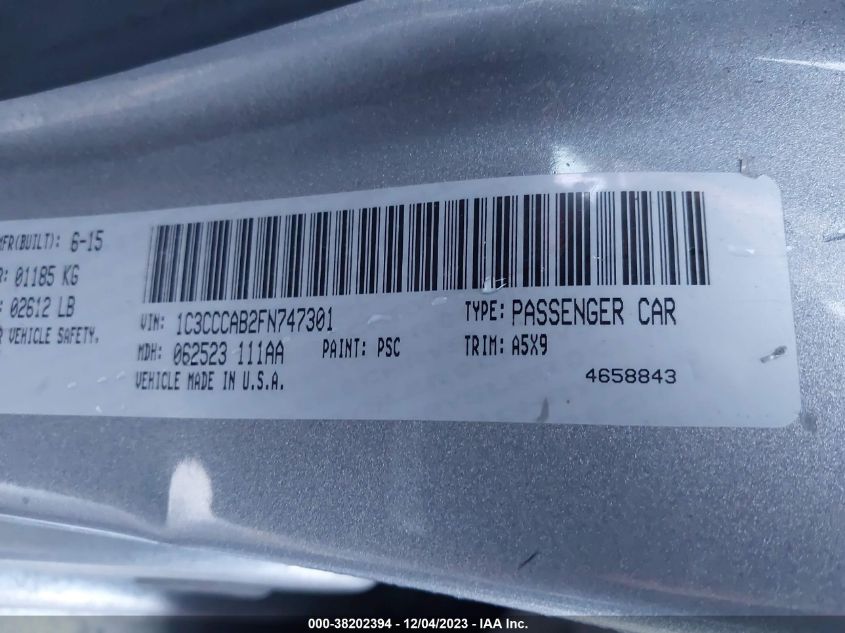 MFR(BUILT): 6-15
R: 01185 KG
: 02612 LB
R VEHICLE SAFETY.
VIN: 1C3CCCAB2FN747301
TYPE: PASSENGER CAR
MDH: 062523 111AA
PAINT: PSC
TRIM: A5X9
VEHICLE MADE IN U.S.A.
4658843
000-38202394 - 12/04/2023 - IAA Inc.